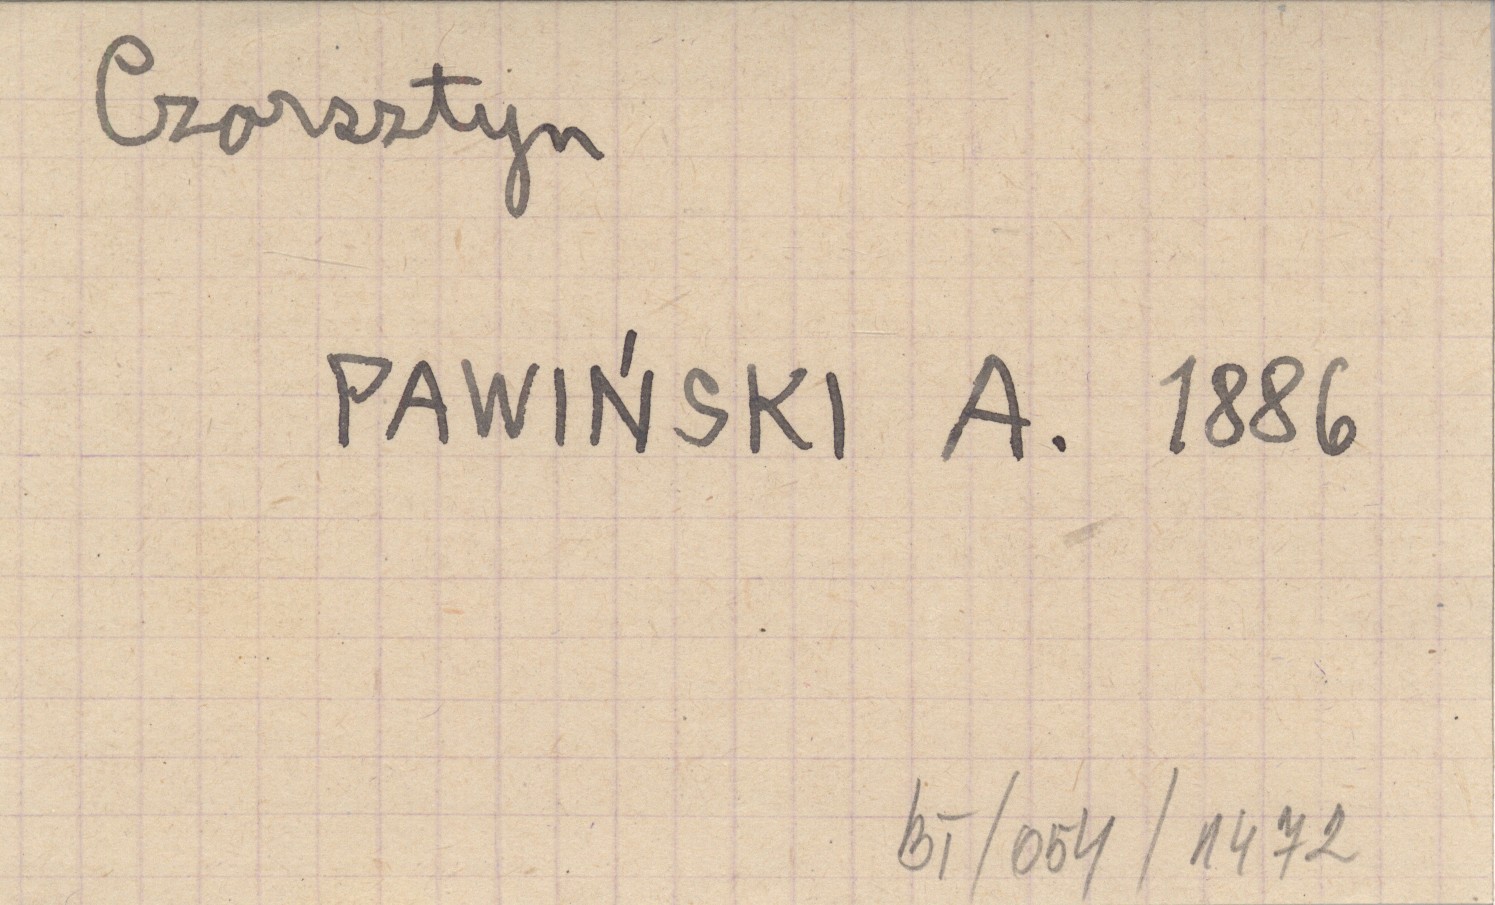 Czorsztyn
PAWIŃSKI A. 1886
BI/054/1472